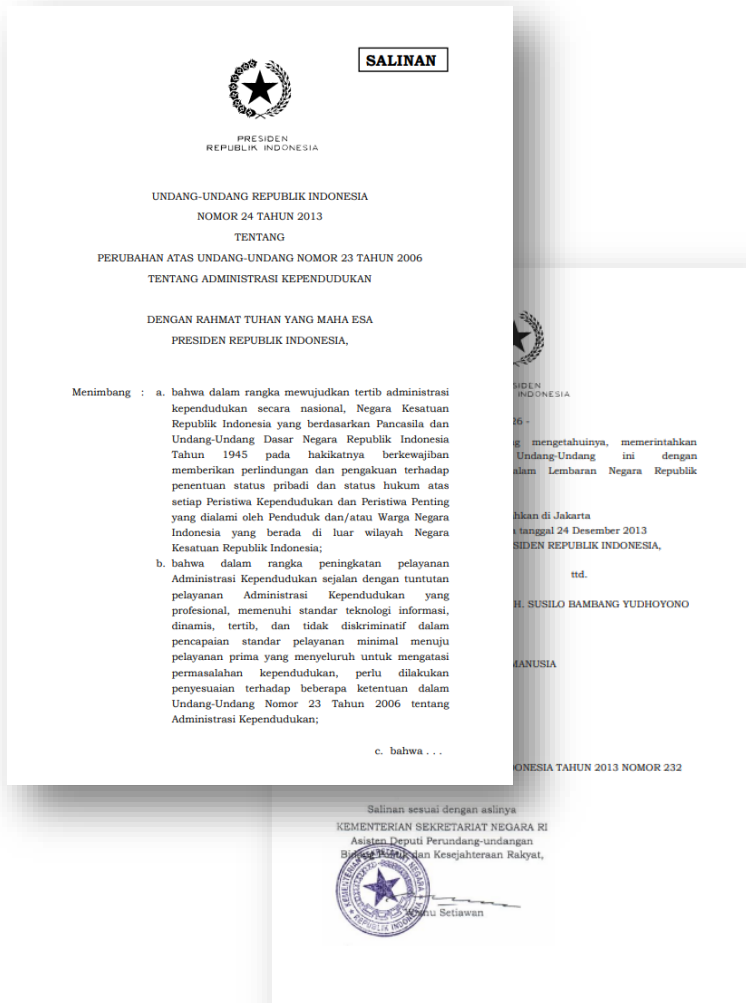 SALINAN
PRESIDEN
REPUBLIK INDONESIA
UNDANG-UNDANG REPUBLIK INDONESIA
NOMOR 24 TAHUN 2013
TENTANG
PERUBAHAN ATAS UNDANG-UNDANG NOMOR 23 TAHUN 2006
TENTANG ADMINISTRASI KEPENDUDUKAN
DENGAN RAHMAT TUHAN YANG MAHA ESA
PRESIDEN REPUBLIK INDONESIA,
Menimbang : a. bahwa dalam rangka mewujudkan tertib administrasi
kependudukan secara nasional, Negara Kesatuan
Republik Indonesia yang berdasarkan Pancasila dan
Undang-Undang Dasar Negara Republik Indonesia
Tahun 1945 pada hakikatnya berkewajiban
memberikan perlindungan dan pengakuan terhadap
penentuan status pribadi dan status hukum atas
setiap Peristiwa Kependudukan dan Peristiwa Penting
yang dialami oleh Penduduk dan/atau Warga Negara
Indonesia yang berada di luar wilayah Negara
Kesatuan Republik Indonesia;
b. bahwa dalam rangka peningkatan pelayanan
Administrasi Kependudukan sejalan dengan tuntutan
pelayanan Administrasi Kependudukan yang
profesional, memenuhi standar teknologi informasi,
dinamis, tertib, dan tidak diskriminatif dalam
pencapaian standar pelayanan minimal menuju
pelayanan prima yang menyeluruh untuk mengatasi
permasalahan kependudukan, perlu dilakukan
penyesuaian terhadap beberapa ketentuan dalam
Undang-Undang Nomor 23 Tahun 2006 tentang
Administrasi Kependudukan;
c. bahwa . . .
INDONESIA
26 -
mengetahuinya, memerintahkan
Undang-Undang ini dengan
Lembaran Negara Republik
di Jakarta
tanggal 24 Desember 2013
REPUBLIK INDONESIA,
ttd.
H. SUSILO BAMBANG YUDHOYONO
MANUSIA
TAHUN 2013 NOMOR 232
Salinan sesuai dengan aslinya
KEMENTERIAN SEKRETARIAT NEGARA RI
Asisten Deputi Perundang-undangan
Bidang Politik dan Kesejahteraan Rakyat,
KEMENTERIAN SEKRETARIAT NEGARA
REPUBLIK INDONESIA
Setiawan